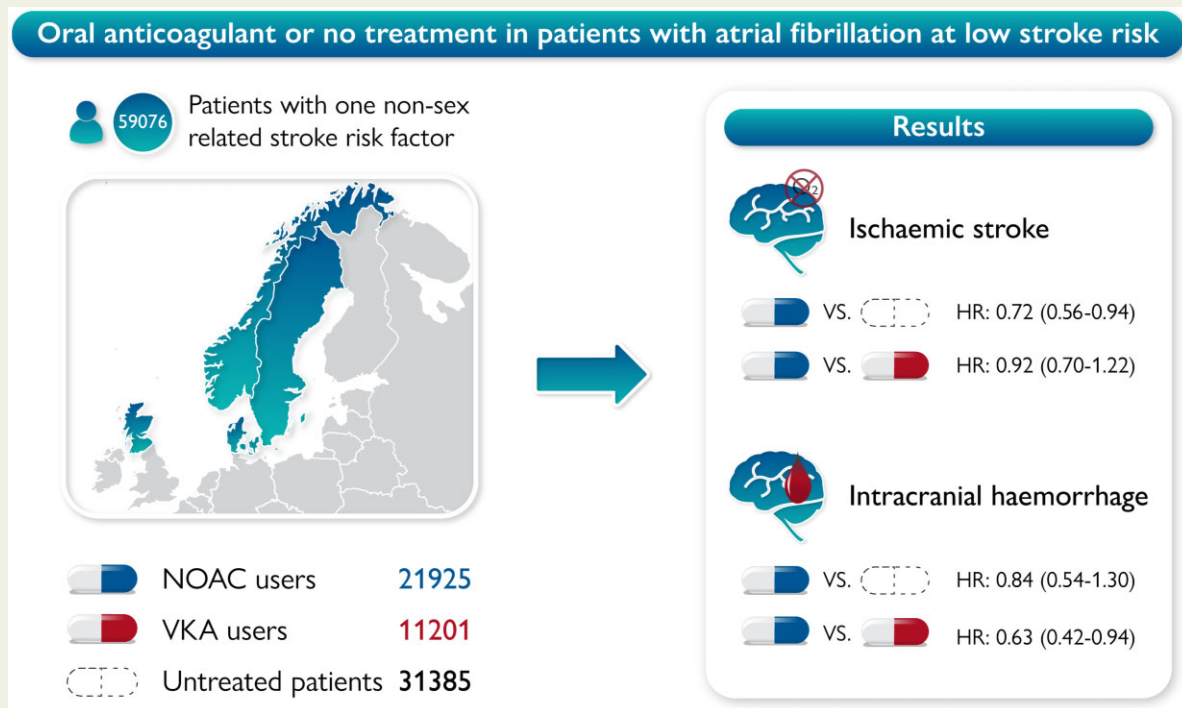 Oral anticoagulant or no treatment in patients with atrial fibrillation at low stroke risk
59076
Patients with one non-sex
related stroke risk factor
NOAC users 21925
VKA users 11201
Untreated patients 31385
Results
Ischaemic stroke
VS. HR: 0.72 (0.56-0.94)
VS. HR: 0.92 (0.70-1.22)
Intracranial haemorrhage
VS. HR: 0.84 (0.54-1.30)
VS. HR: 0.63 (0.42-0.94)